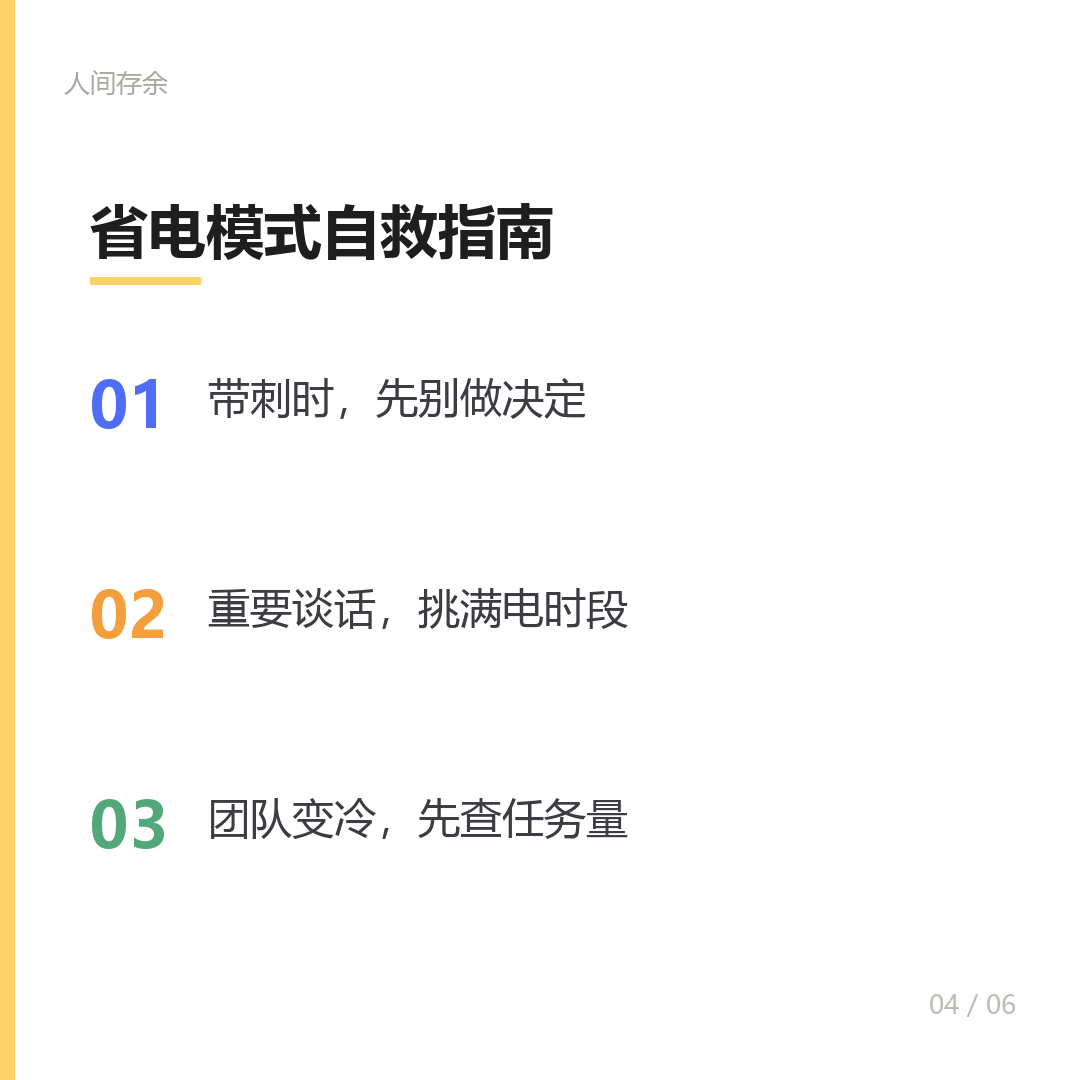 人间存余
省电模式自救指南
01 带刺时，先别做决定
02 重要谈话，挑满电时段
03 团队变冷，先查任务量
04 / 06